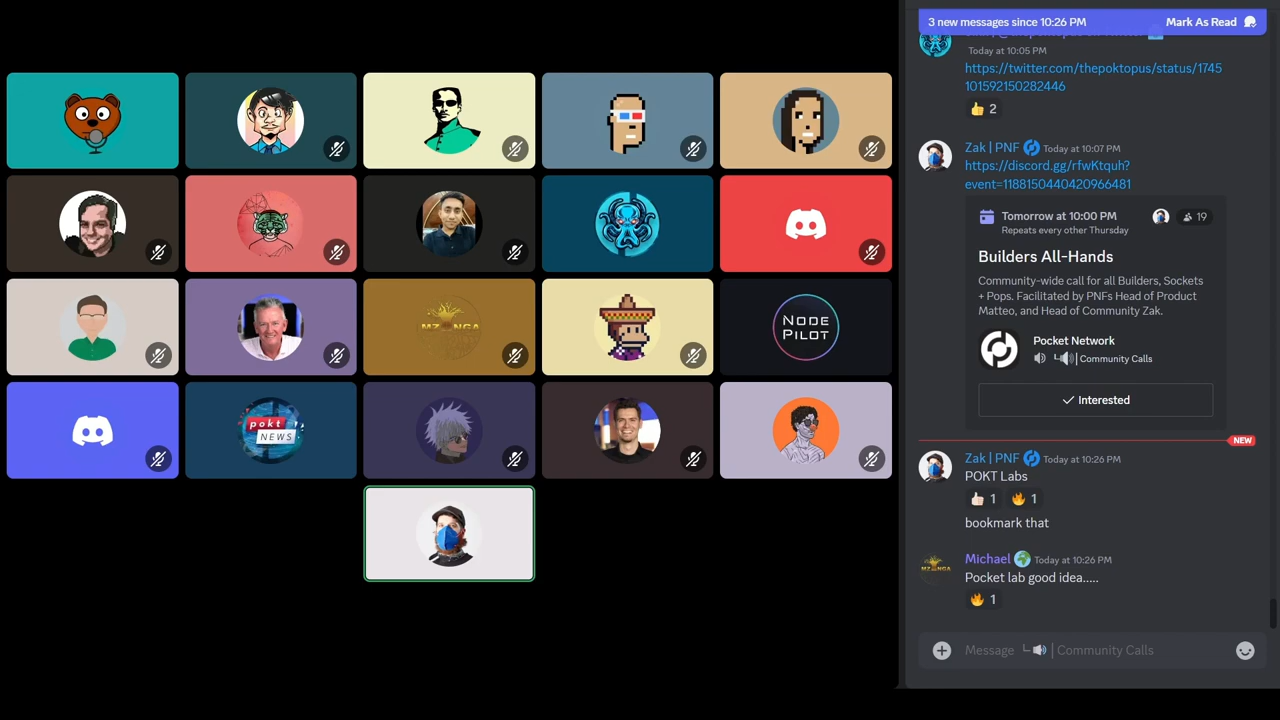 3 new messages since 10:26 PM
Mark As Read
Today at 10:05 PM
https://twitter.com/thepoktopus/status/1745
101592150282446
2
Zak | PNF Today at 10:07 PM
https://discord.gg/rfwKtquh?
event=1188150440420966481
Tomorrow at 10:00 PM
19
Repeats every other Thursday
Builders All-Hands
Community-wide call for all Builders, Sockets
+ Pops. Facilitated by PNFs Head of Product
Matteo, and Head of Community Zak.
Pocket Network
| Community Calls
Interested
NEW
Zak | PNF Today at 10:26 PM
POKT Labs
1 1
bookmark that
Michael Today at 10:26 PM
Pocket lab good idea.....
1
Message | Community Calls
MZ NGA
NODE
PILOT
pokt
NEWS